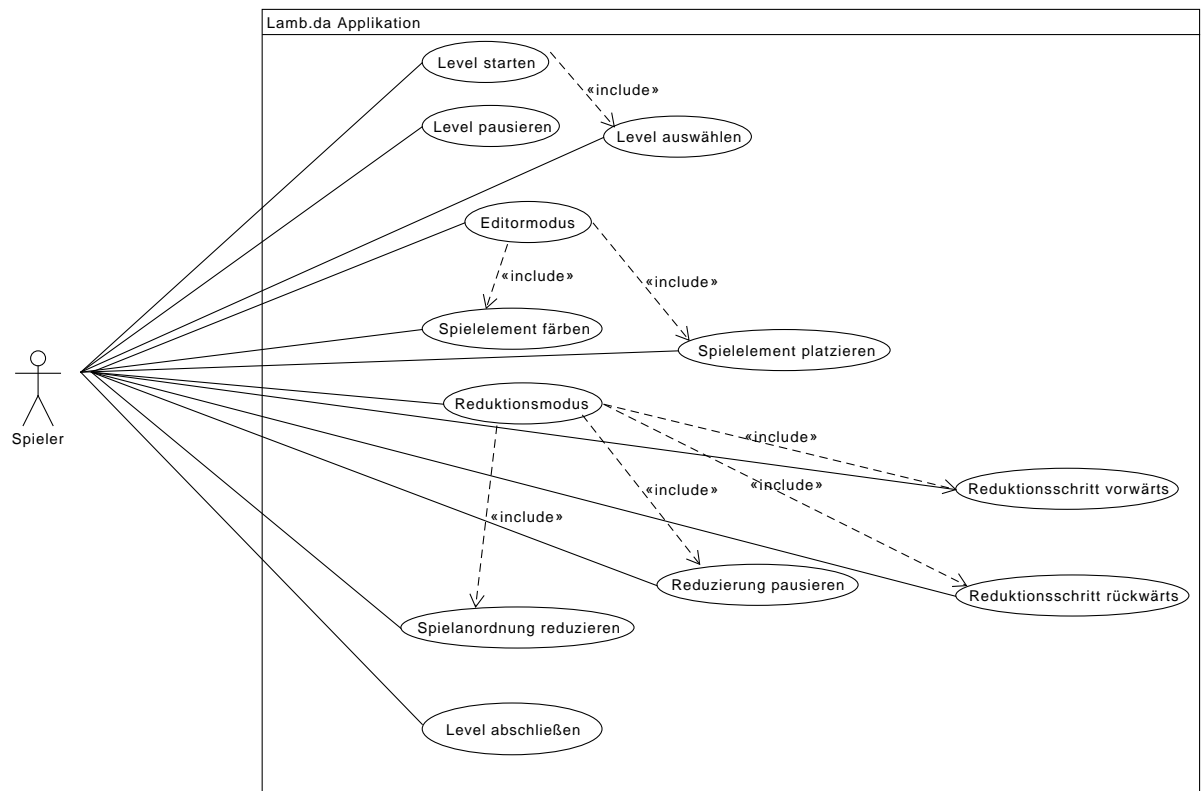 Lamb.da Applikation
Level starten
«include»
Level pausieren
Level auswählen
Editormodus
«include»
«include»
Spielelement färben
Spielelement platzieren
Reduktionsmodus
Spieler
«include»
«include»
«include»
Reduktionsschritt vorwärts
«include»
Reduzierung pausieren
Reduktionsschritt rückwärts
Spielanordnung reduzieren
Level abschließen